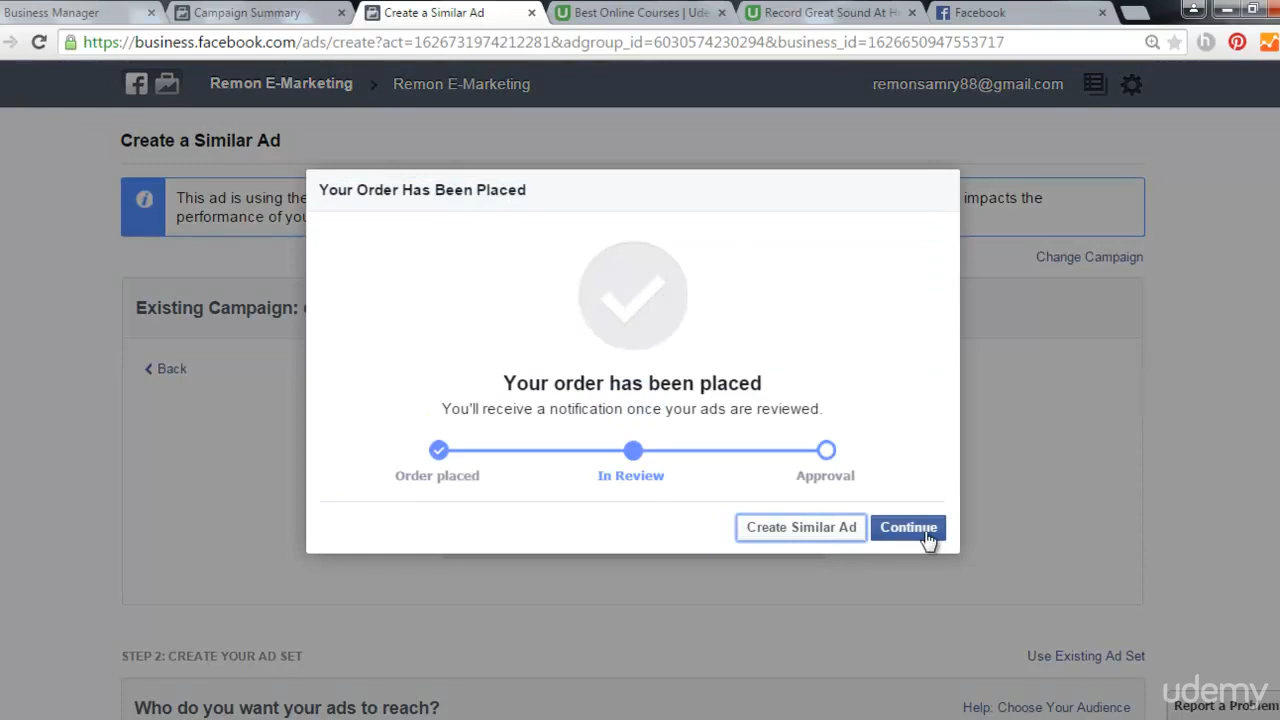 Business Manager
Campaign Summary
Create a Similar Ad
Best Online Courses | Ude
Record Great Sound At H
Facebook
https://business.facebook.com/ads/create?act=1626731974212281&adgroup_id=6030574230294&business_id=1626650947553717
Remon E-Marketing
Remon E-Marketing
remonsamry88@gmail.com
Create a Similar Ad
This ad is using the
impacts the
performance of you
Change Campaign
Your Order Has Been Placed
Existing Campaign:
Back
Your order has been placed
You'll receive a notification once your ads are reviewed.
Order placed
In Review
Approval
Create Similar Ad
Continue
STEP 2: CREATE YOUR AD SET
Use Existing Ad Set
Who do you want your ads to reach?
Help: Choose Your Audience
Report a Problem
udemy